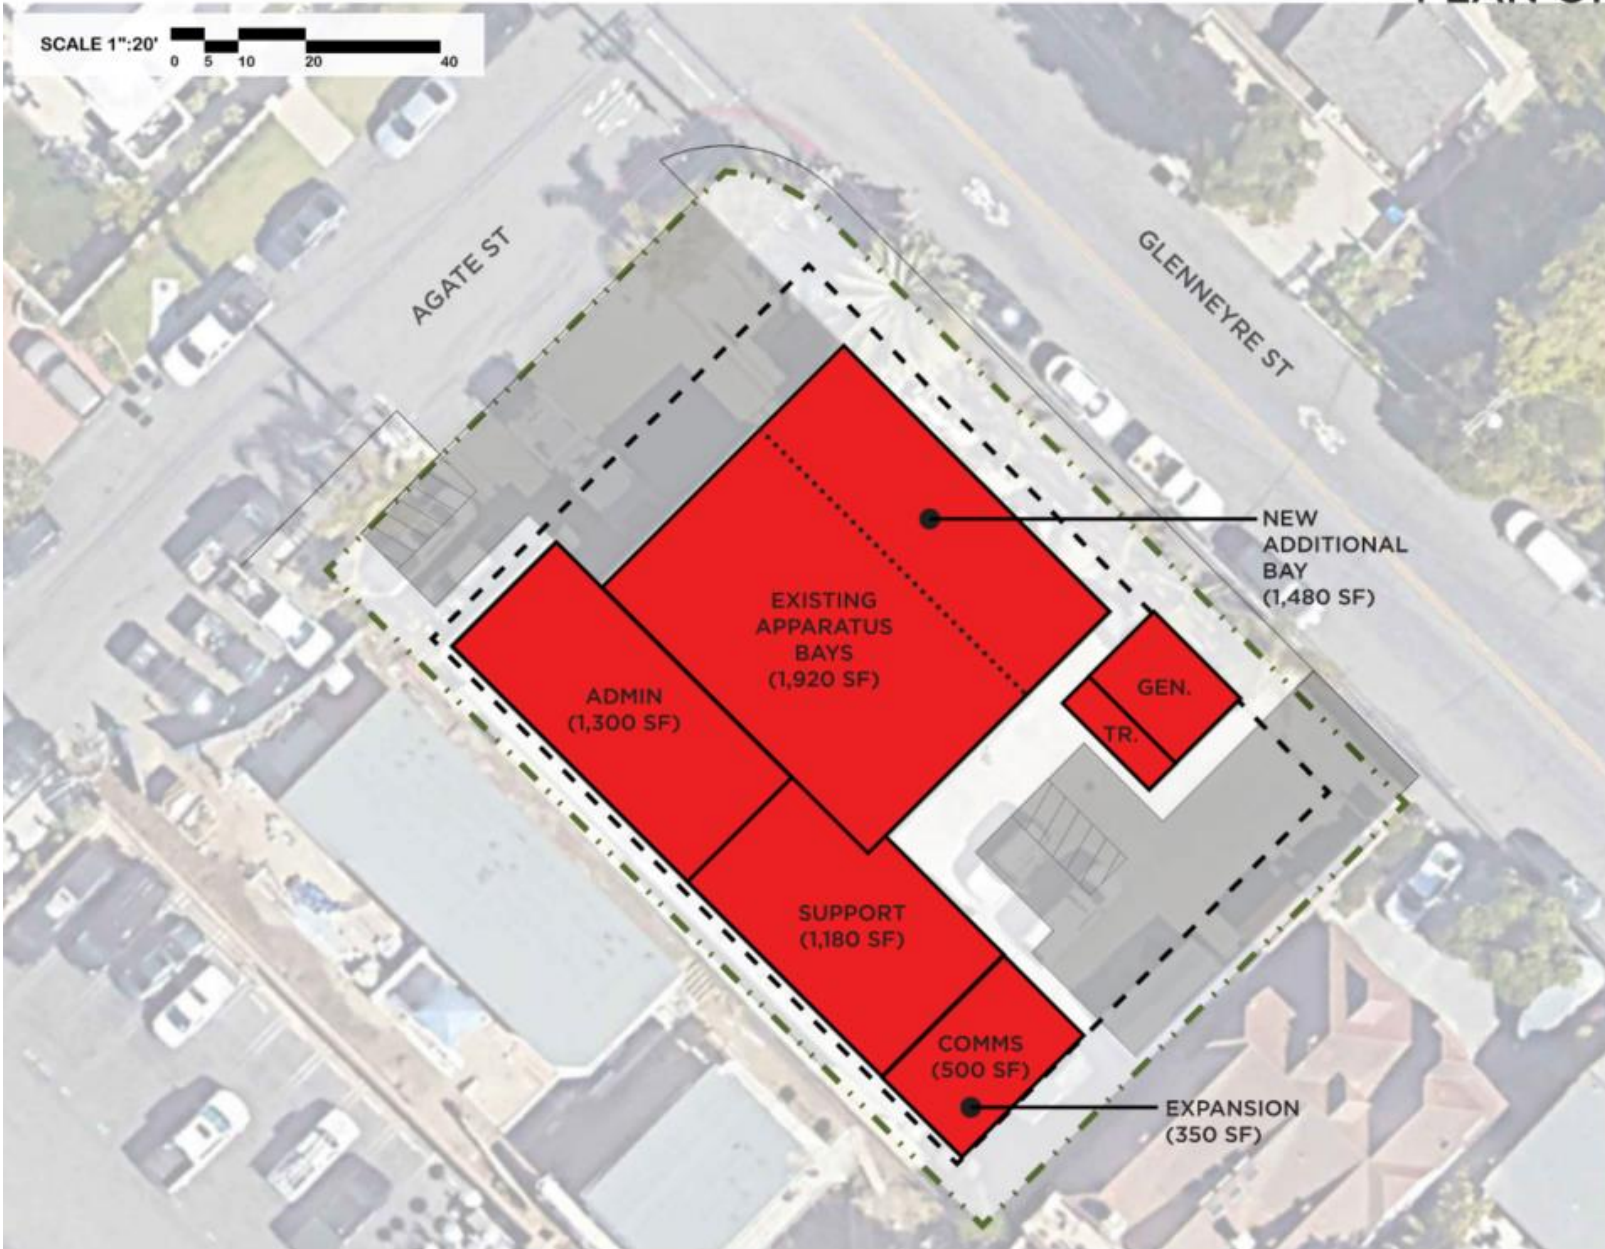 SCALE 1":20'
0 5 10 20 40
AGATE ST
GLENNEYRE ST
NEW
ADDITIONAL
BAY
(1,480 SF)
EXISTING
APPARATUS
BAYS
(1,920 SF)
ADMIN
(1,300 SF)
GEN.
TR.
SUPPORT
(1,180 SF)
COMMS
(500 SF)
EXPANSION
(350 SF)